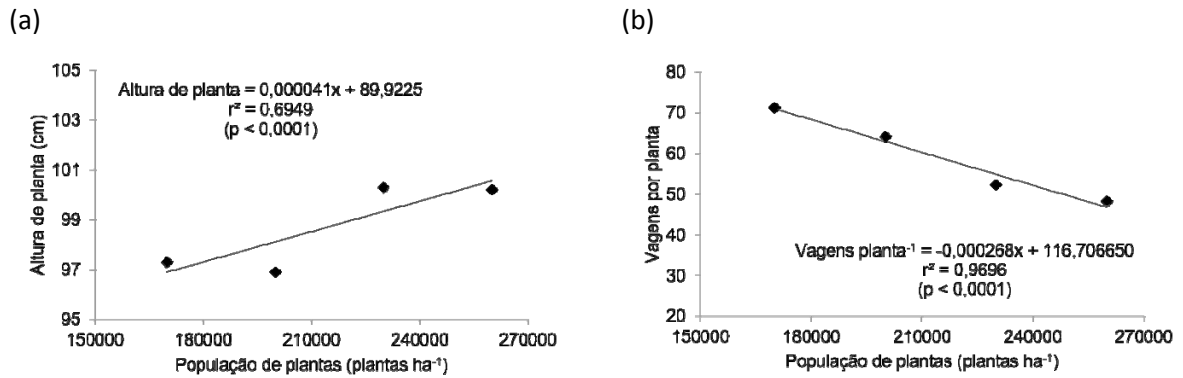 (a)
105
103
101
99
97
95
Altura de planta (cm)
Altura de planta = 0,000041x + 89,9225
r² = 0,6949
(p < 0,0001)
150000 180000 210000 240000 270000
População de plantas (plantas ha⁻¹)
(b)
80
70
60
50
40
30
20
Vagens por planta
Vagens planta⁻¹ = -0,000268x + 116,706650
r² = 0,9696
(p < 0,0001)
150000 180000 210000 240000 270000
População de plantas (plantas ha⁻¹)